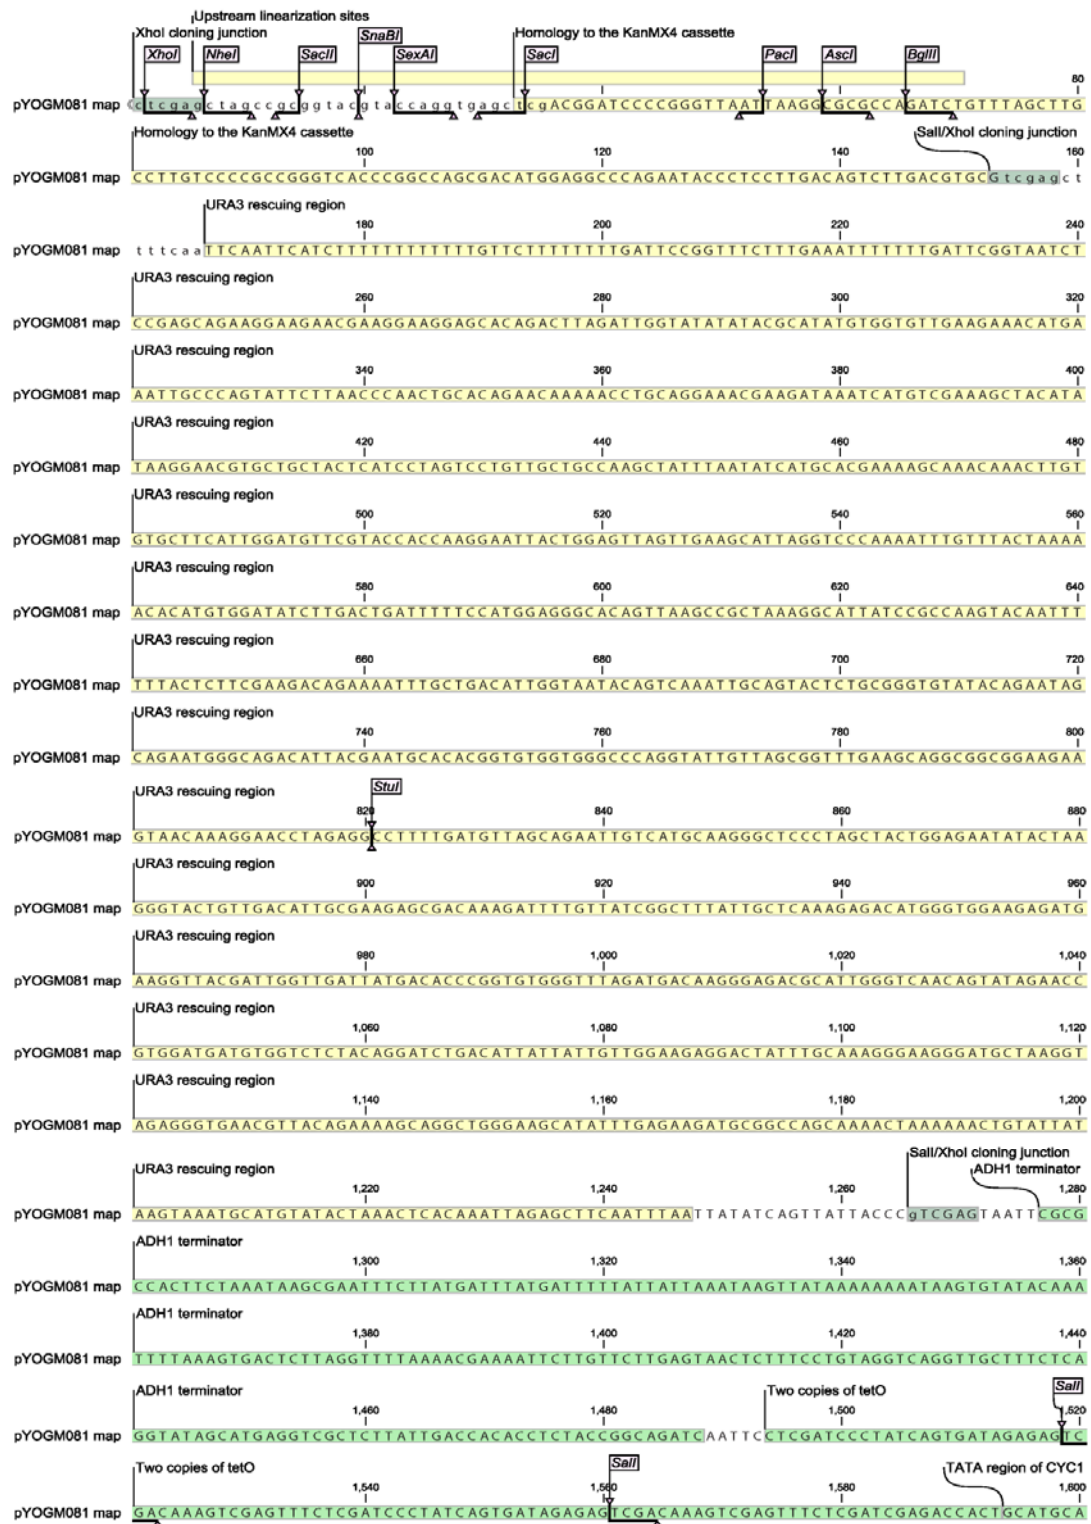 Upstream linearization sites
XhoI cloning junction SnaBI Homology to the KanMX4 cassette
XhoI NheI SacII SexAI SacI PacI AscI BglII
80
pYOGM081 map ctcgagctagccgcggtacgtaccaggtgagctcgACGGATCCCCGGGTTAATTAAGGCGCGCCAGATCTGTTTAGCTTG
Homology to the KanMX4 cassette SalI/XhoI cloning junction
100 120 140 160
pYOGM081 map CCTTGTCCCCGCCGGGTCACCCGGCCAGCGACATGGAGGCCCAGAATACCCTCCTTGACAGTCTTGACGTGCGtcgagct
URA3 rescuing region
180 200 220 240
pYOGM081 map tttcaaTTCAATTCATCTTTTTTTTTTTTGTTCTTTTTTTTGATTCCGGTTTCTTTGAAATTTTTTTGATTCGGTAATCT
URA3 rescuing region
260 280 300 320
pYOGM081 map CCGAGCAGAAGGAAGAACGAAGGAAGGAGCACAGACTTAGATTGGTATATATACGCATATGTGGTGTTGAAGAAACATGA
URA3 rescuing region
340 360 380 400
pYOGM081 map AATTGCCCAGTATTCTTAACCCAACTGCACAGAACAAAAACCTGCAGGAAACGAAGATAAATCATGTCGAAAGCTACATA
URA3 rescuing region
420 440 460 480
pYOGM081 map TAAGGAACGTGCTGCTACTCATCCTAGTCCTGTTGCTGCCAAGCTATTTAATATCATGCACGAAAAGCAAACAAACTTGT
URA3 rescuing region
500 520 540 560
pYOGM081 map GTGCTTCATTGGATGTTCGTACCACCAAGGAATTACTGGAGTTAGTTGAAGCATTAGGTCCCAAAATTTGTTTACTAAAA
URA3 rescuing region
580 600 620 640
pYOGM081 map ACACATGTGGATATCTTGACTGATTTTTCCATGGAGGGCACAGTTAAGCCGCTAAAGGCATTATCCGCCAAGTACAATTT
URA3 rescuing region
660 680 700 720
pYOGM081 map TTTACTCTTCGAAGACAGAAAATTTGCTGACATTGGTAATACAGTCAAATTGCAGTACTCTGCGGGTGTATACAGAATAG
URA3 rescuing region
740 760 780 800
pYOGM081 map CAGAATGGGCAGACATTACGAATGCACACGGTGTGGTGGGCCCAGGTATTGTTAGCGGTTTGAAGCAGGCGGCGGAAGAA
URA3 rescuing region StuI
820 840 860 880
pYOGM081 map GTAACAAAGGAACCTAGAGGCCTTTTGATGTTAGCAGAATTGTCATGCAAGGGCTCCCTAGCTACTGGAGAATATACTAA
URA3 rescuing region
900 920 940 960
pYOGM081 map GGGTACTGTTGACATTGCGAAGAGCGACAAAGATTTTGTTATCGGCTTTATTGCTCAAAGAGACATGGGTGGAAGAGATG
URA3 rescuing region
980 1,000 1,020 1,040
pYOGM081 map AAGGTTACGATTGGTTGATTATGACACCCGGTGTGGGTTTAGATGACAAGGGAGACGCATTGGGTCAACAGTATAGAACC
URA3 rescuing region
1,060 1,080 1,100 1,120
pYOGM081 map GTGGATGATGTGGTCTCTACAGGATCTGACATTATTATTGTTGGAAGAGGACTATTTGCAAAGGGAAGGGATGCTAAGGT
URA3 rescuing region
1,140 1,160 1,180 1,200
pYOGM081 map AGAGGGTGAACGTTACAGAAAAGCAGGCTGGGAAGCATATTTGAGAAGATGCGGCCAGCAAAACTAAAAAACTGTATTAT
URA3 rescuing region SalI/XhoI cloning junction
ADH1 terminator
1,220 1,240 1,260 1,280
pYOGM081 map AAGTAAATGCATGTATACTAAACTCACAAATTAGAGCTTCAATTTAATTATATCAGTTATTACCCgTCGAGTAATTCGCG
ADH1 terminator
1,300 1,320 1,340 1,360
pYOGM081 map CCACTTCTAAATAAGCGAATTTCTTATGATTTATGATTTTTATTATTAAATAAGTTATAAAAAAAATAAGTGTATACAAA
ADH1 terminator
1,380 1,400 1,420 1,440
pYOGM081 map TTTTAAAGTGACTCTTAGGTTTTAAAACGAAAATTCTTGTTCTTGAGTAACTCTTTCCTGTAGGTCAGGTTGCTTTCTCA
ADH1 terminator Two copies of tetO SalI
1,460 1,480 1,500 1,520
pYOGM081 map GGTATAGCATGAGGTCGCTCTTATTGACCACACCTCTACCGGCAGATCAATTCCTCGATCCCTATCAGTGATAGAGAGTC
Two copies of tetO SalI TATA region of CYC1
1,540 1,560 1,580 1,600
pYOGM081 map GACAAAGTCGAGTTTCTCGATCCCTATCAGTGATAGAGAGTCGACAAAGTCGAGTTTCTCGATCGAGACCACTGCATGCA